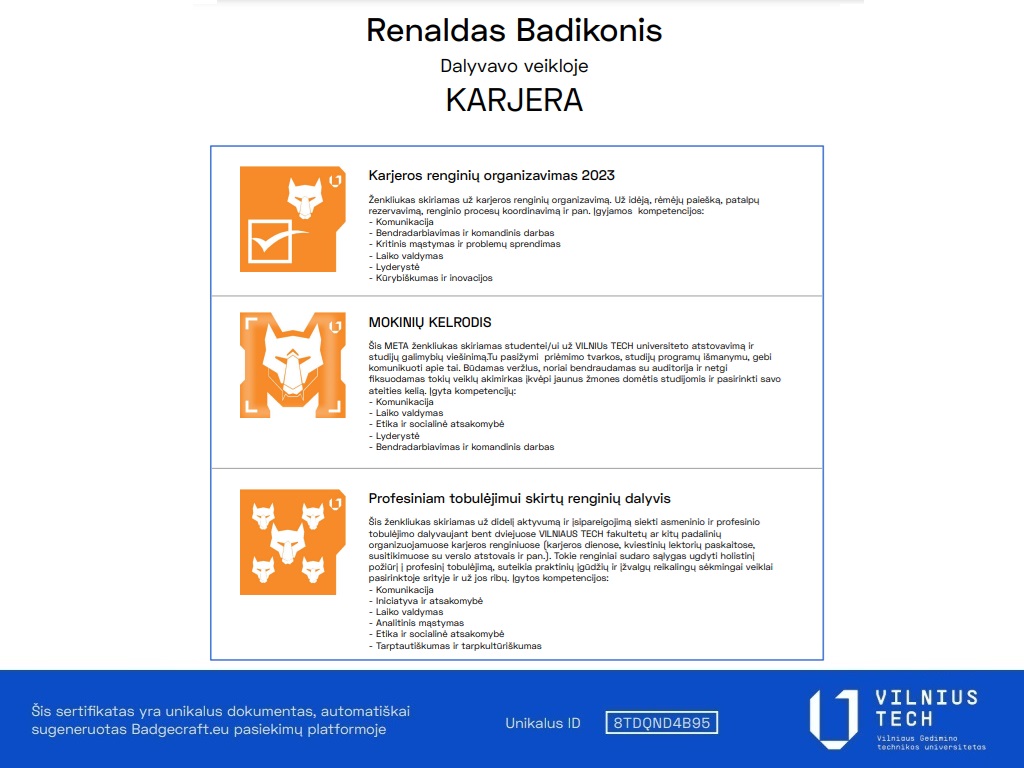 Renaldas Badikonis
Dalyvavo veikloje
KARJERA
Karjeros renginių organizavimas 2023
Ženkliukas skiriamas už karjeros renginių organizavimą. Už idėją, rėmėjų paiešką, patalpų
rezervavimą, renginio procesų koordinavimą ir pan. Įgyjamos  kompetencijos:
- Komunikacija
- Bendradarbiavimas ir komandinis darbas
- Kritinis mąstymas ir problemų sprendimas
- Laiko valdymas
- Lyderystė
- Kūrybiškumas ir inovacijos
MOKINIŲ KELRODIS
Šis META ženkliukas skiriamas studentei/ui už VILNIUs TECH universiteto atstovavimą ir
studijų galimybių viešinimą.Tu pasižymi  priėmimo tvarkos, studijų programų išmanymu, gebi
komunikuoti apie tai. Būdamas veržlus, noriai bendraudamas su auditorija ir netgi
fiksuodamas tokių veiklų akimirkas įkvėpi jaunus žmones domėtis studijomis ir pasirinkti savo
ateities kelią. Įgyta kompetencijų:
- Komunikacija
- Laiko valdymas
- Etika ir socialinė atsakomybė
- Lyderystė
- Bendradarbiavimas ir komandinis darbas
Profesiniam tobulėjimui skirtų renginių dalyvis
Šis ženkliukas skiriamas už didelį aktyvumą ir įsipareigojimą siekti asmeninio ir profesinio
tobulėjimo dalyvaujant bent dviejuose VILNIAUS TECH fakultetų ar kitų padalinių
organizuojamuose karjeros renginiuose (karjeros dienose, kviestinių lektorių paskaitose,
susitikimuose su verslo atstovais ir pan.). Tokie renginiai sudaro sąlygas ugdyti holistinį
požiūrį į profesinį tobulėjimą, suteikia praktinių įgūdžių ir įžvalgų reikalingų sėkmingai veiklai
pasirinktoje srityje ir už jos ribų. Įgytos kompetencijos:
- Komunikacija
- Iniciatyva ir atsakomybė
- Laiko valdymas
- Analitinis mąstymas
- Etika ir socialinė atsakomybė
- Tarptautiškumas ir tarpkultūriškumas
Šis sertifikatas yra unikalus dokumentas, automatiškai
sugeneruotas Badgecraft.eu pasiekimų platformoje
Unikalus ID
8TDQND4B95
VILNIUS
TECH
Vilniaus Gedimino
technikos universitetas